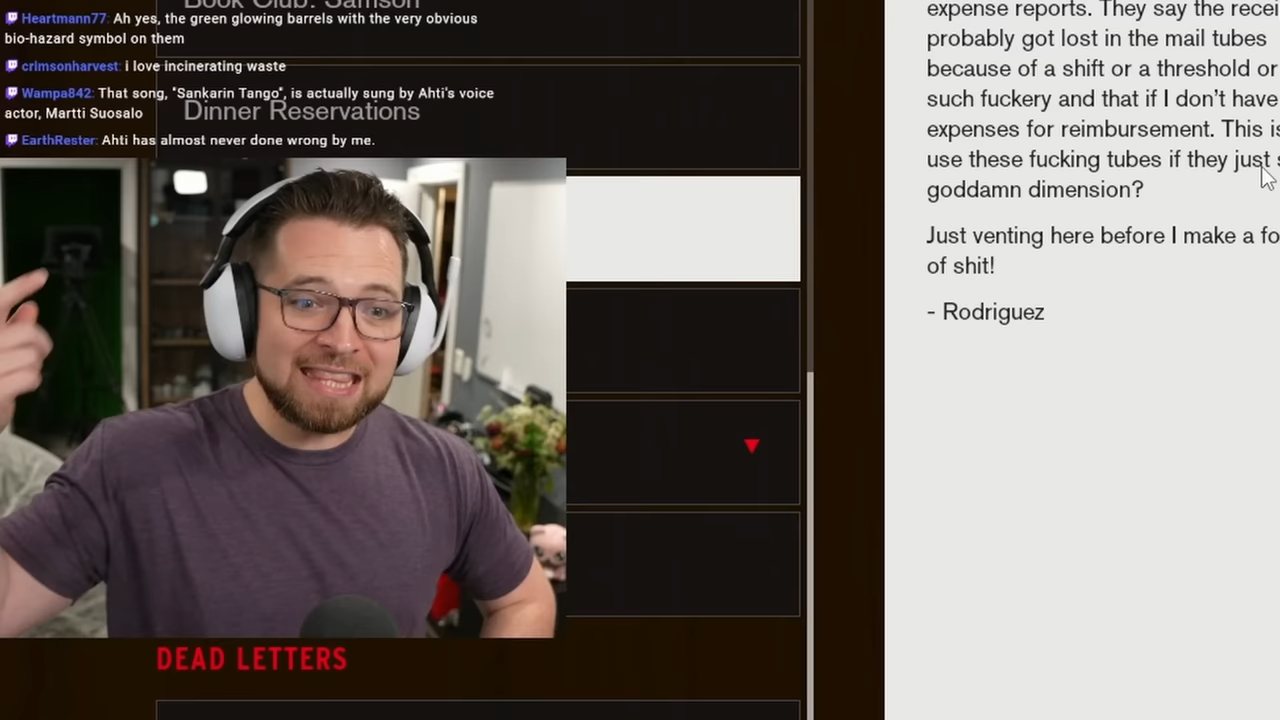 Book Club: Samson
Heartmann77: Ah yes, the green glowing barrels with the very obvious
bio-hazard symbol on them
crimsonharvest: i love incinerating waste
Wampa842: That song, "Sankarin Tango", is actually sung by Ahti's voice
actor, Martti Suosalo
Dinner Reservations
EarthRester: Ahti has almost never done wrong by me.
DEAD LETTERS
expense reports. They say the
probably got lost in the mail tubes
because of a shift or a threshold or
such fuckery and that if I don't have
expenses for reimbursement. This
use these fucking tubes if they just
goddamn dimension?
Just venting here before I make a
of shit!
- Rodriguez